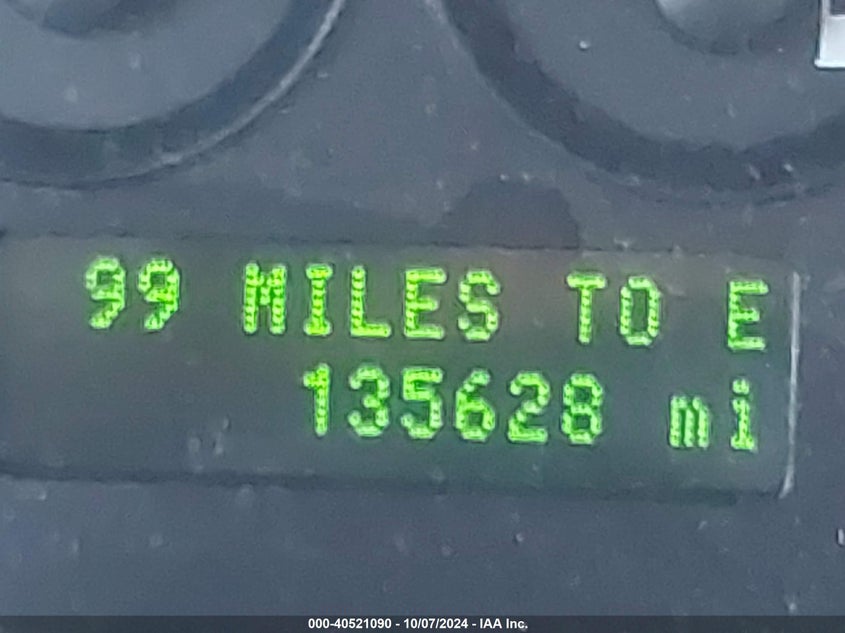 99 MILES TO E
135628 mi
000-40521090 - 10/07/2024 - IAA Inc.